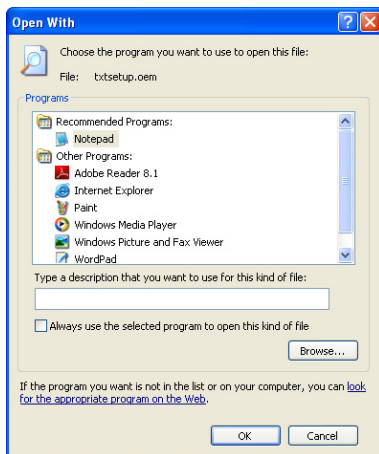 Open With
Choose the program you want to use to open this file:
File: txtsetup.oem
Programs
Recommended Programs:
Notepad
Other Programs:
Adobe Reader 8.1
Internet Explorer
Paint
Windows Media Player
Windows Picture and Fax Viewer
WordPad
Type a description that you want to use for this kind of file:
Always use the selected program to open this kind of file
Browse...
If the program you want is not in the list or on your computer, you can look
for the appropriate program on the Web.
OK Cancel